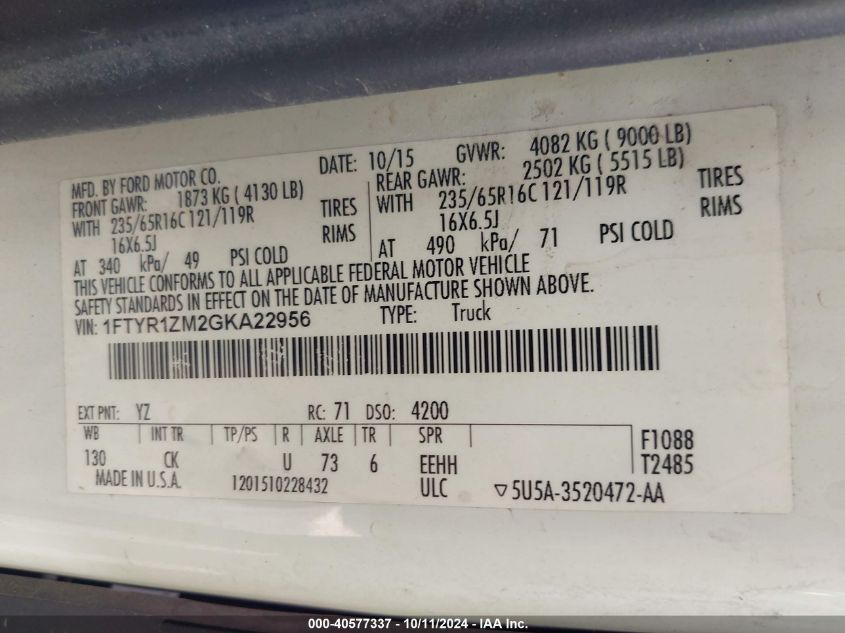 MFD. BY FORD MOTOR CO. DATE: 10/15 GVWR: 4082 KG ( 9000 LB)
FRONT GAWR: 1873 KG ( 4130 LB) REAR GAWR: 2502 KG ( 5515 LB)
WITH 235/65R16C 121/119R TIRES WITH 235/65R16C 121/119R TIRES
16X6.5J RIMS 16X6.5J RIMS
AT 340 kPa/ 49 PSI COLD AT 490 kPa/ 71 PSI COLD
THIS VEHICLE CONFORMS TO ALL APPLICABLE FEDERAL MOTOR VEHICLE
SAFETY STANDARDS IN EFFECT ON THE DATE OF MANUFACTURE SHOWN ABOVE.
VIN: 1FTYR1ZM2GKA22956 TYPE: Truck
EXT PNT: YZ RC: 71 DSO: 4200
WB INT TR TP/PS R AXLE TR SPR F1088
130 CK U 73 6 EEHH T2485
MADE IN U.S.A. 1201510228432 ULC ▽5U5A-3520472-AA
000-40577337 - 10/11/2024 - IAA Inc.